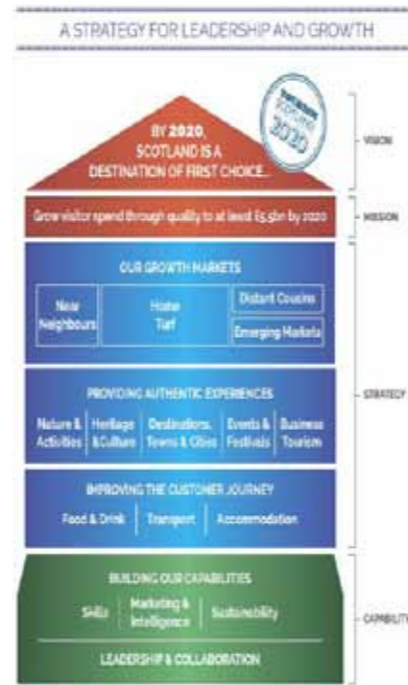 A STRATEGY FOR LEADERSHIP AND GROWTH
BY 2020,
SCOTLAND IS A
DESTINATION OF FIRST CHOICE...
2020
VISION
Grow visitor spend through quality to at least £5.5bn by 2020
MISSION
OUR GROWTH MARKETS
Near
Neighbours
Home
Turf
Distant Cousins
Emerging Markets
PROVIDING AUTHENTIC EXPERIENCES
Nature &
Activities
Heritage
& Culture
Destinations,
Towns & Cities
Events &
Festivals
Business
Tourism
STRATEGY
IMPROVING THE CUSTOMER JOURNEY
Food & Drink
Transport
Accommodation
BUILDING OUR CAPABILITIES
Skills
Marketing &
Intelligence
Sustainability
LEADERSHIP & COLLABORATION
CAPABILITY